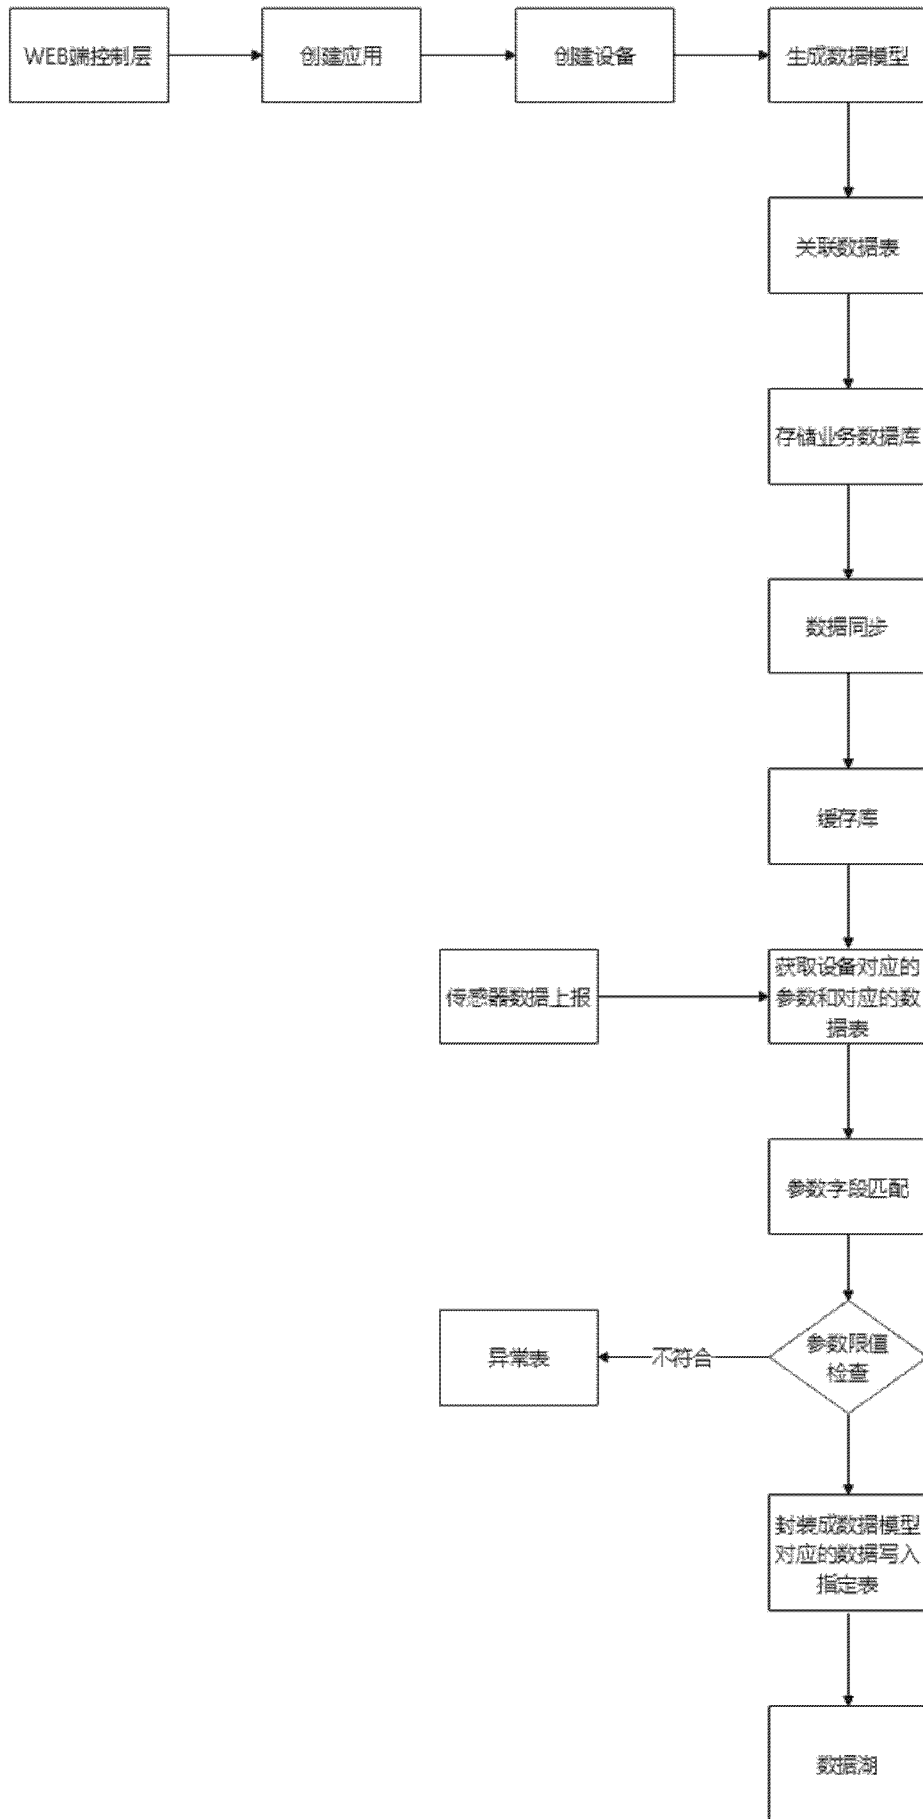 WEB端控制层
创建应用
创建设备
生成数据模型
关联数据表
存储业务数据库
数据同步
缓存库
传感器数据上报
获取设备对应的
参数和对应的数
据表
参数字段匹配
参数限值
检查
不符合
异常表
封装成数据模型
对应的数据写入
指定表
数据湖